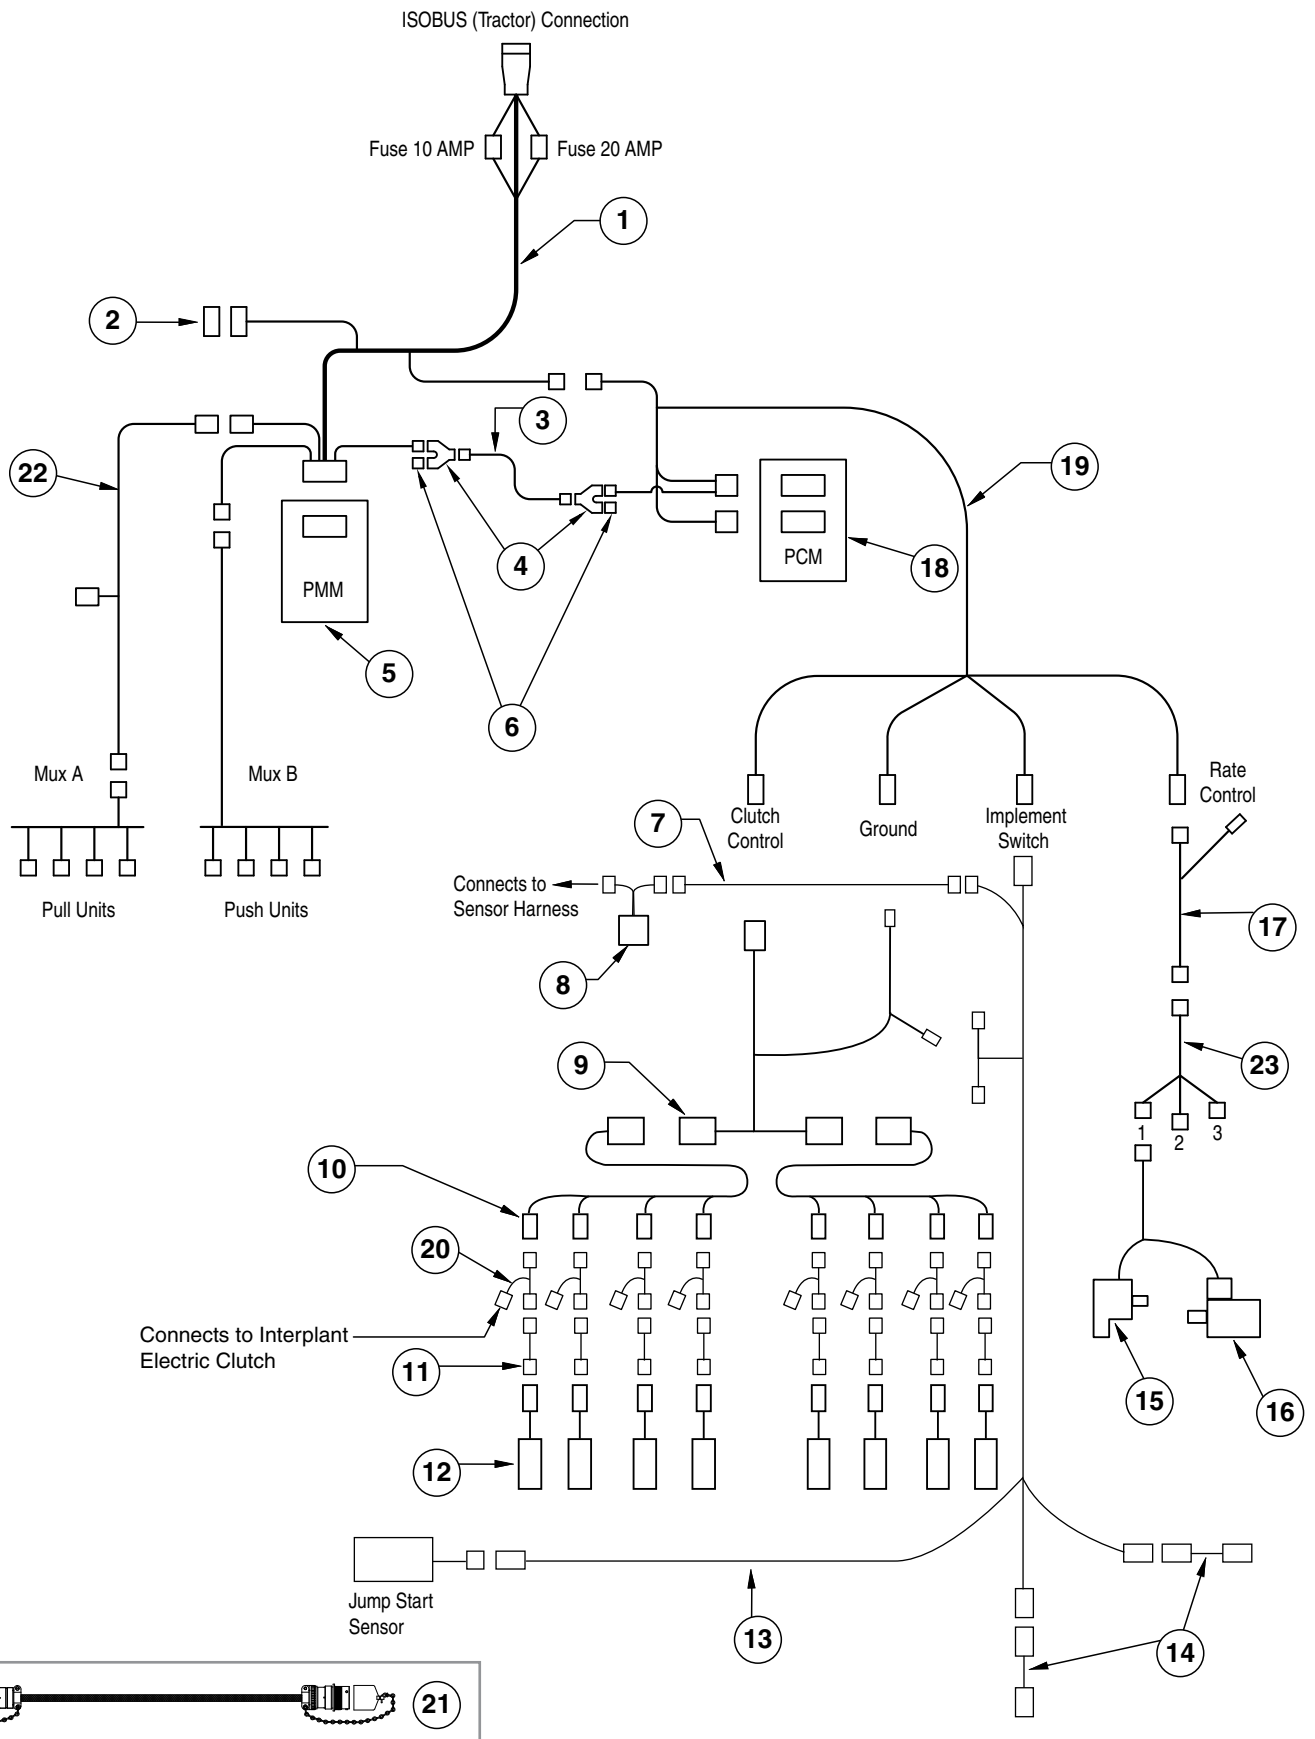 ISOBUS (Tractor) Connection
Fuse 10 AMP
Fuse 20 AMP
1
2
3
19
22
4
PMM
PCM
18
5
6
Mux A
Mux B
Rate
Control
Clutch
Control
Ground
Implement
Switch
7
Connects to
Sensor Harness
Pull Units
Push Units
17
8
9
23
1
2
3
10
20
Connects to Interplant
Electric Clutch
11
15
16
12
Jump Start
Sensor
13
14
21